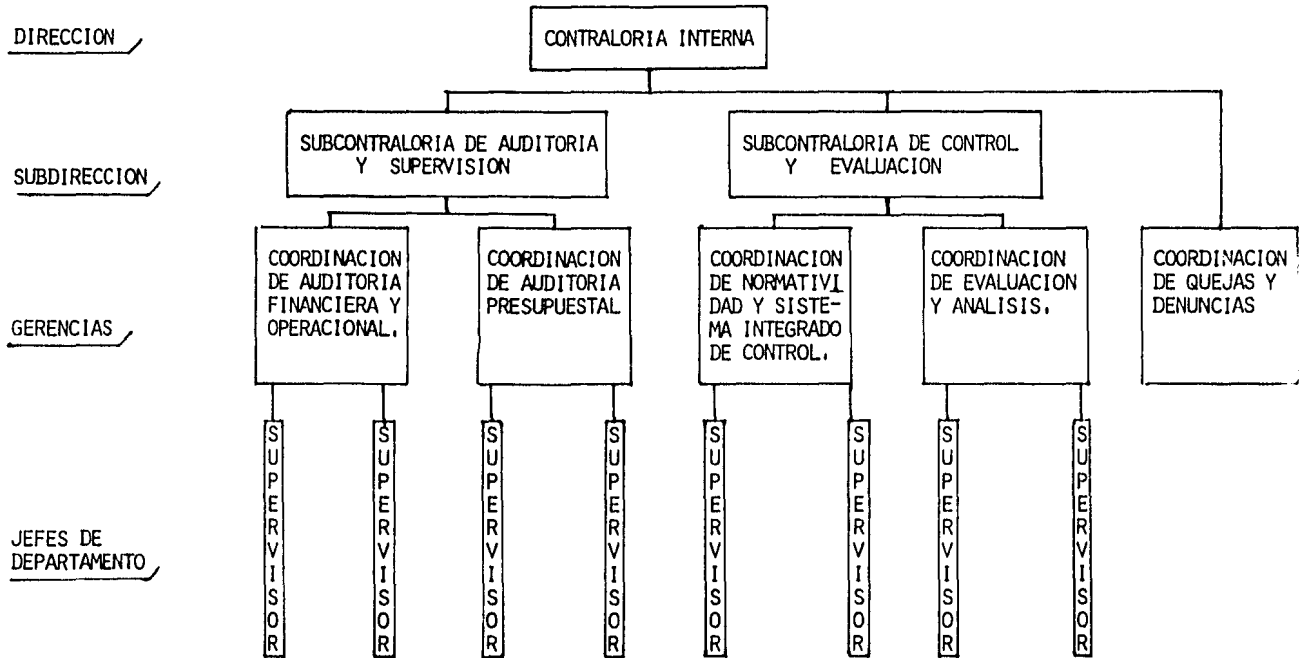 DIRECCION
CONTRALORIA INTERNA
SUBDIRECCION
SUBCONTRALORIA DE AUDITORIA
Y SUPERVISION
SUBCONTRALORIA DE CONTROL
Y EVALUACION
GERENCIAS
COORDINACION
DE AUDITORIA
FINANCIERA Y
OPERACIONAL.
COORDINACION
DE AUDITORIA
PRESUPUESTAL
COORDINACION
DE NORMATIVI
DAD Y SISTE-
MA INTEGRADO
DE CONTROL.
COORDINACION
DE EVALUACION
Y ANALISIS.
COORDINACION
DE QUEJAS Y
DENUNCIAS
JEFES DE
DEPARTAMENTO
SUPERVISOR
SUPERVISOR
SUPERVISOR
SUPERVISOR
SUPERVISOR
SUPERVISOR
SUPERVISOR
SUPERVISOR